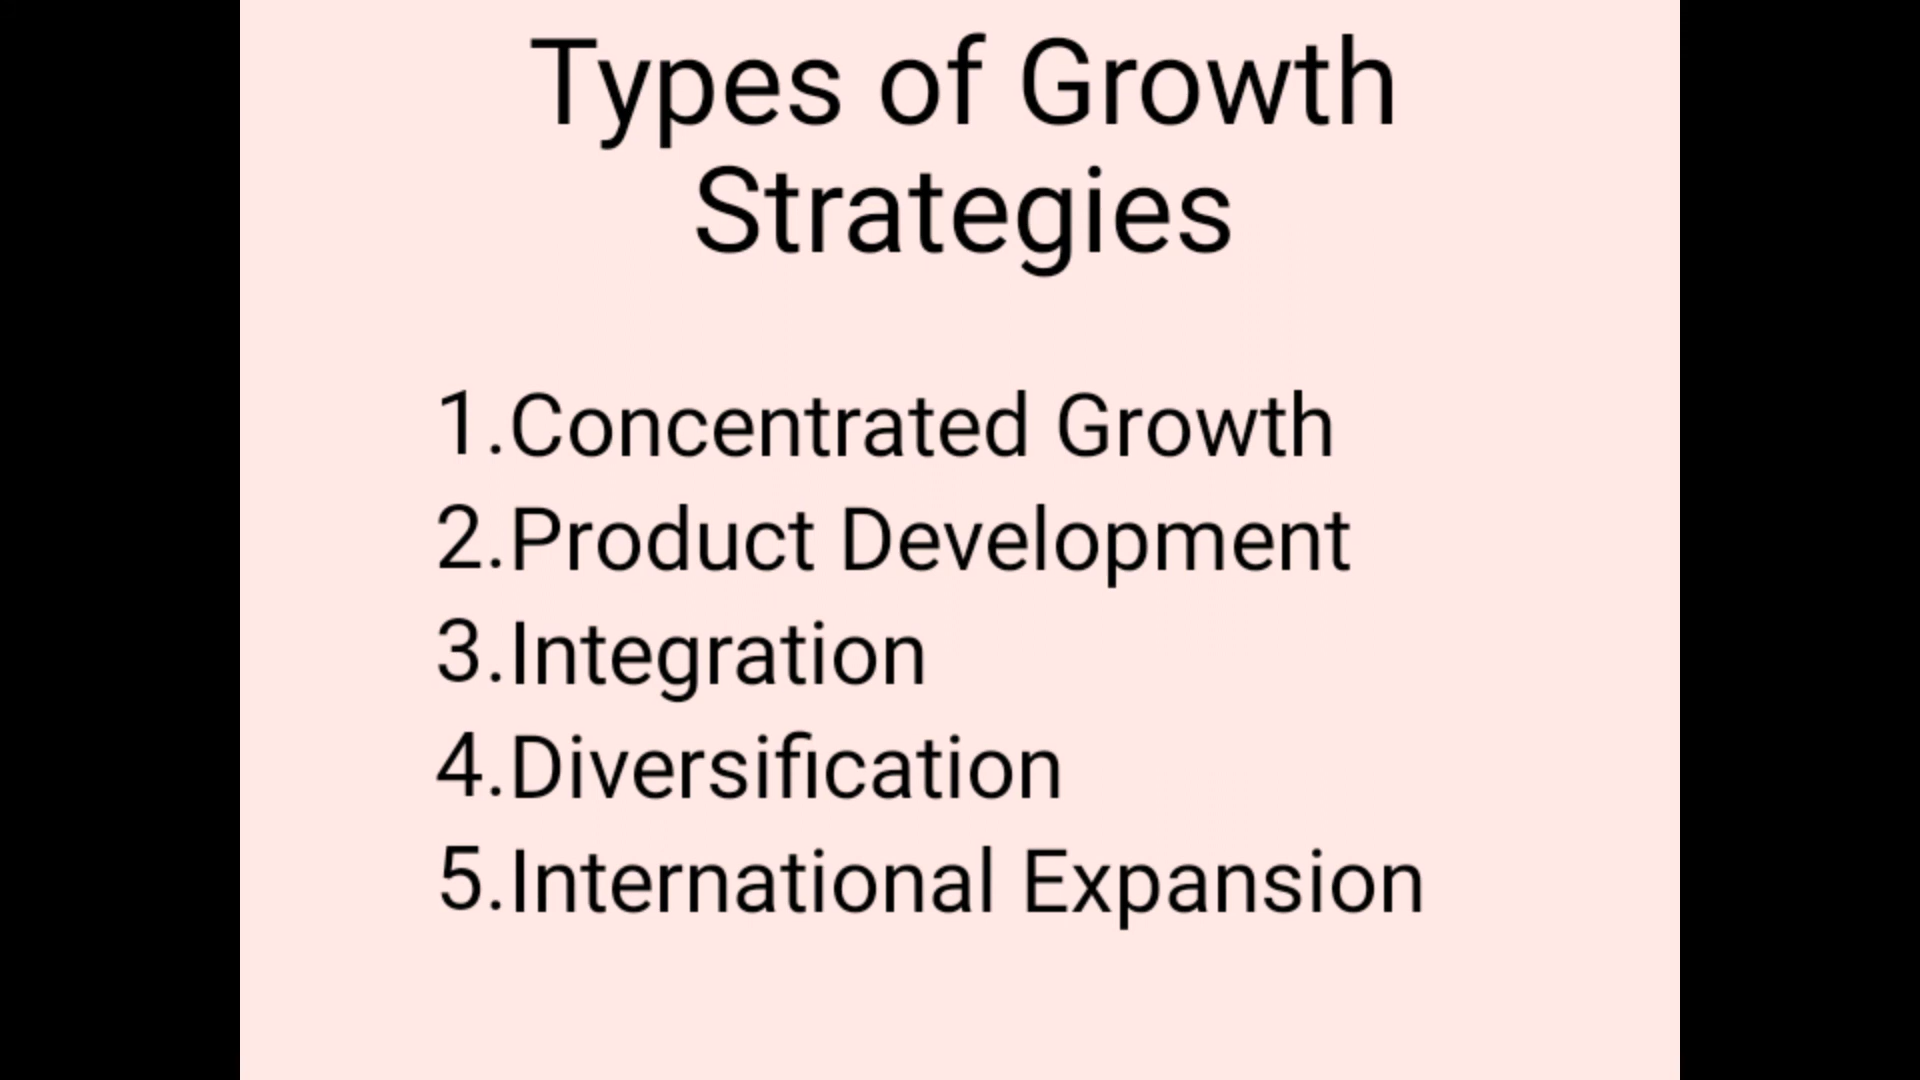 Types of Growth
Strategies
1.Concentrated Growth
2.Product Development
3.Integration
4.Diversification
5.International Expansion